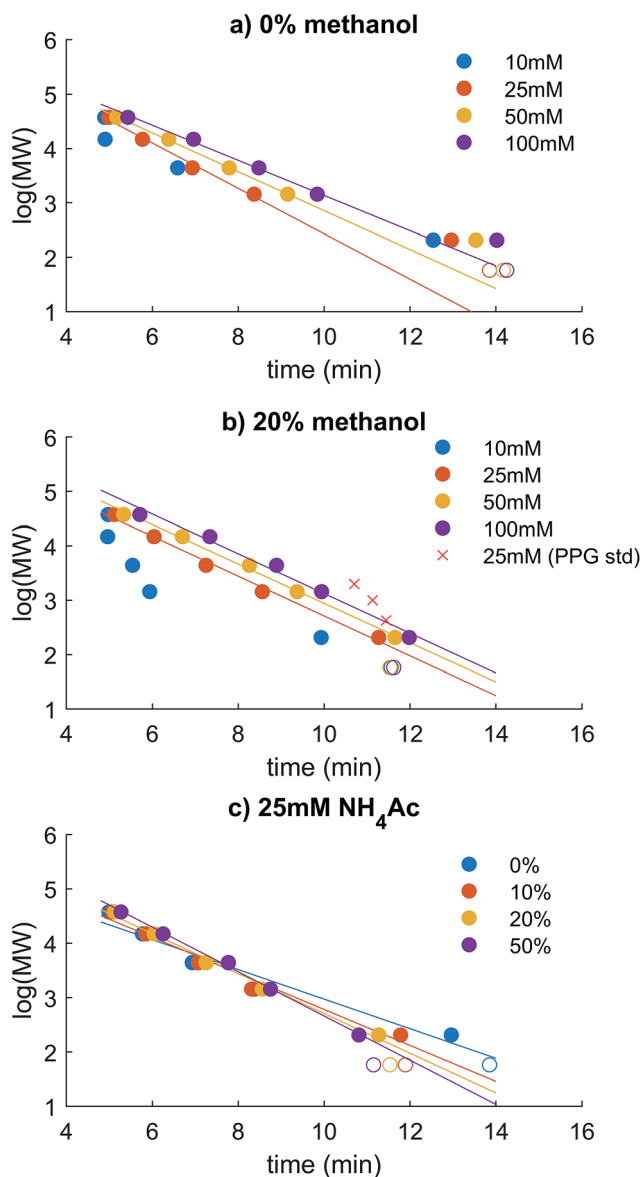 a) 0% methanol
6
5
4
3
2
1
log(MW)
10mM
25mM
50mM
100mM
4 6 8 10 12 14 16
time (min)
b) 20% methanol
6
5
4
3
2
1
log(MW)
10mM
25mM
50mM
100mM
25mM (PPG std)
4 6 8 10 12 14 16
time (min)
c) 25mM NH₄Ac
6
5
4
3
2
1
log(MW)
0%
10%
20%
50%
4 6 8 10 12 14 16
time (min)